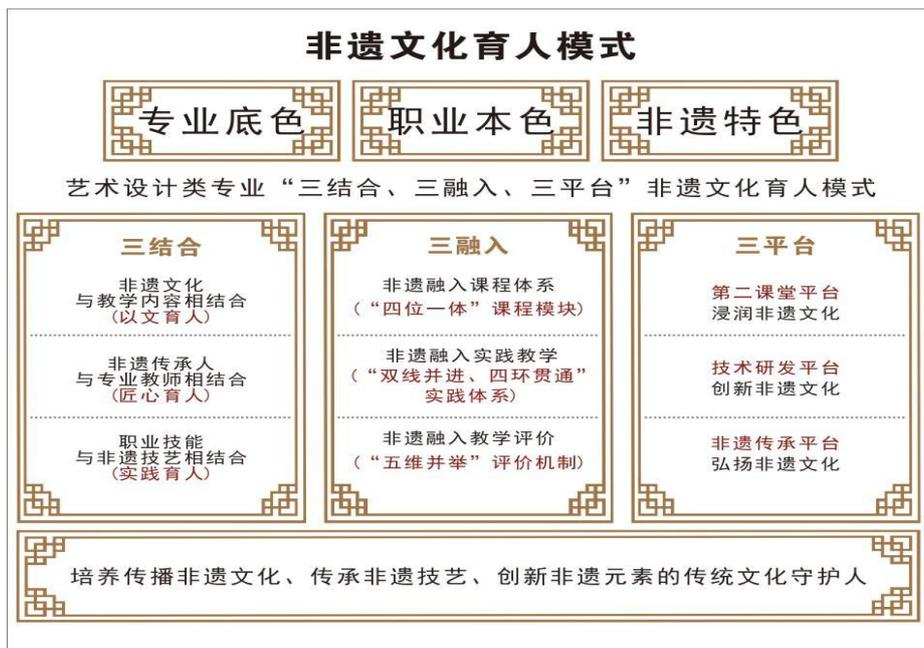 非遗文化育人模式
专业底色
职业本色
非遗特色
艺术设计类专业“三结合、三融入、三平台”非遗文化育人模式
三结合
非遗文化
与教学内容相结合
(以文育人)
非遗传承人
与专业教师相结合
(匠心育人)
职业技能
与非遗技艺相结合
(实践育人)
三融入
非遗融入课程体系
(“四位一体”课程模块)
非遗融入实践教学
(“双线并进、四环贯通”
实践体系)
非遗融入教学评价
(“五维并举”评价机制)
三平台
第二课堂平台
浸润非遗文化
技术研发平台
创新非遗文化
非遗传承平台
弘扬非遗文化
培养传播非遗文化、传承非遗技艺、创新非遗元素的传统文化守护人